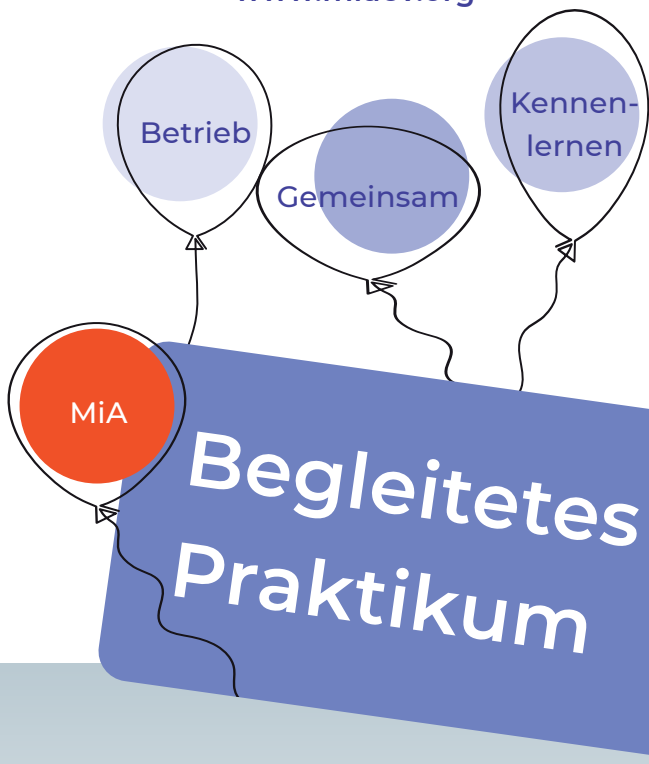 Betrieb
Kennen-
lernen
Gemeinsam
MiA
Begleitetes
Praktikum